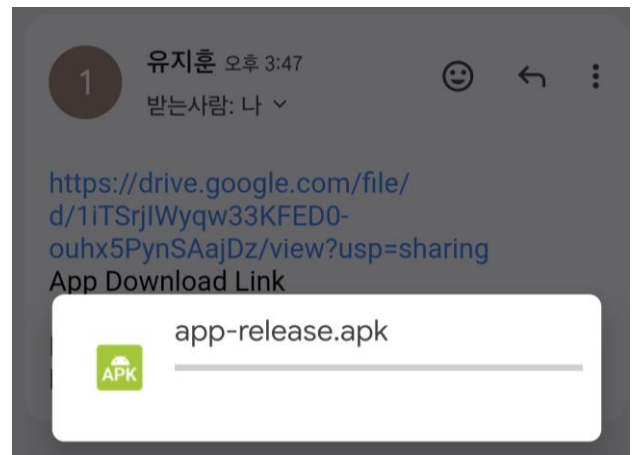 1
유지훈 오후 3:47
받는사람: 나
https://drive.google.com/file/
d/1iTSrjIWyqw33KFED0-
ouhx5PynSAajDz/view?usp=sharing
App Download Link
app-release.apk
APK